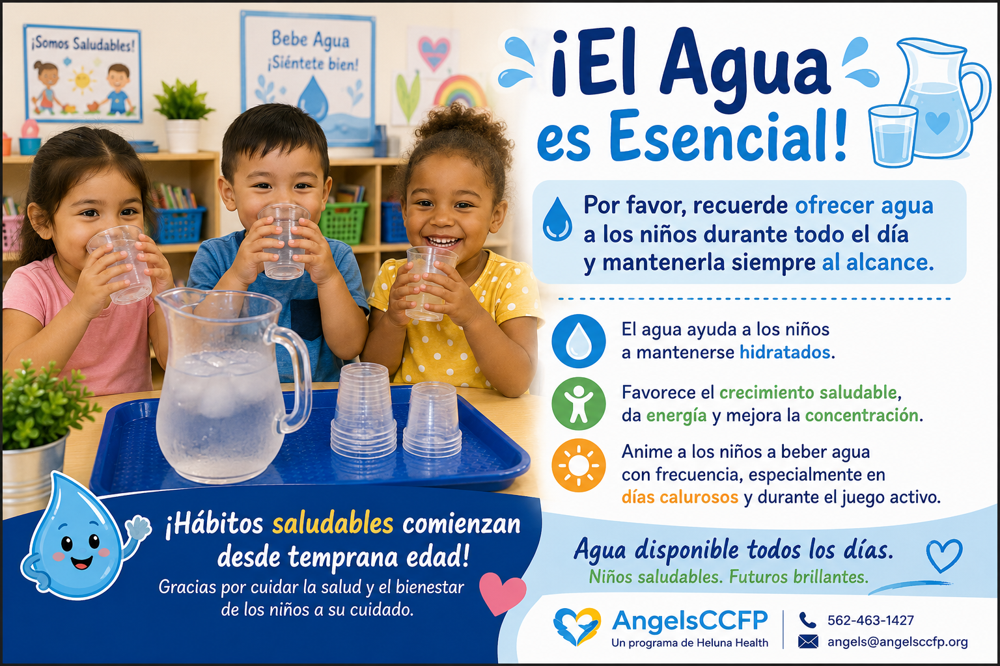 ¡Somos Saludables!
Bebe Agua
¡Siéntete bien!
¡El Agua
es Esencial!
Por favor, recuerde ofrecer agua
a los niños durante todo el día
y mantenerla siempre al alcance.
El agua ayuda a los niños
a mantenerse hidratados.
Favorece el crecimiento saludable,
da energía y mejora la concentración.
Anime a los niños a beber agua
con frecuencia, especialmente en
días calurosos y durante el juego activo.
¡Hábitos saludables comienzan
desde temprana edad!
Gracias por cuidar la salud y el bienestar
de los niños a su cuidado.
Agua disponible todos los días.
Niños saludables. Futuros brillantes.
AngelsCCFP
Un programa de Heluna Health
562-463-1427
angels@angelsccfp.org